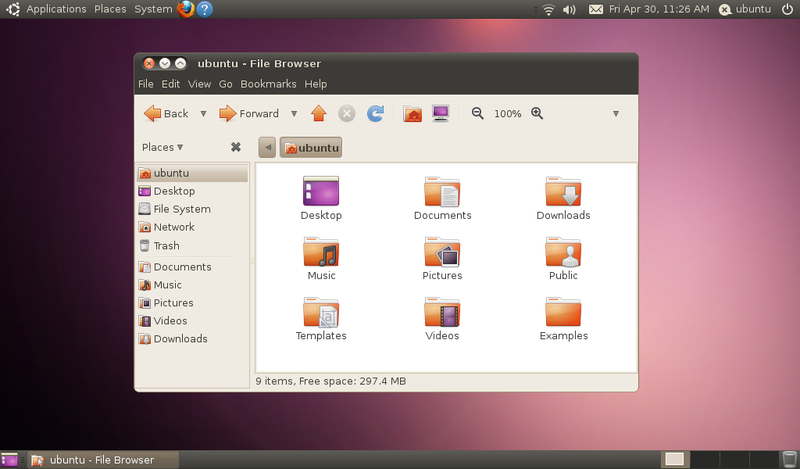 Applications Places System ? Fri Apr 30, 11:26 AM ubuntu
ubuntu - File Browser
File Edit View Go Bookmarks Help
Back Forward 100%
Places ubuntu
ubuntu
Desktop
File System
Network
Trash
Documents
Music
Pictures
Videos
Downloads
Desktop Documents Downloads
Music Pictures Public
Templates Videos Examples
9 items, Free space: 297.4 MB
ubuntu - File Browser